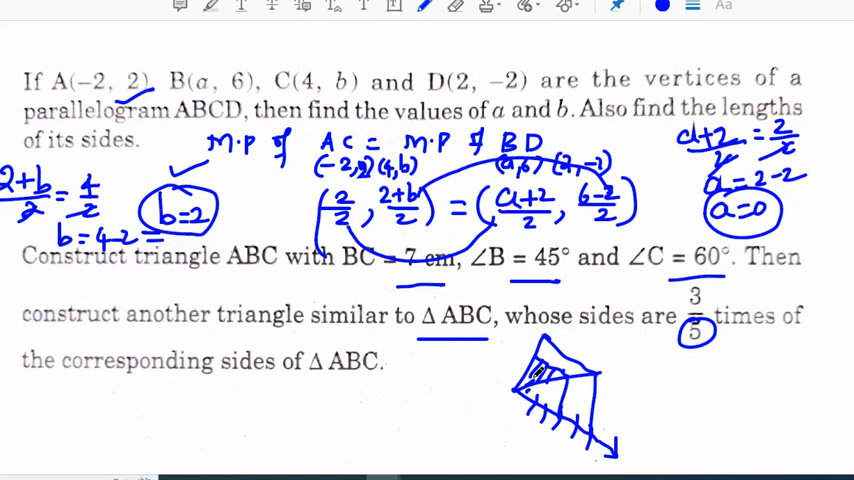 If A(−2, 2), B(a, 6), C(4, b) and D(2, −2) are the vertices of a
parallelogram ABCD, then find the values of a and b. Also find the lengths
of its sides.
M.P of AC = M.P of BD
(-2,2)(4,b) (a,6) (2,-2)
(2/2, 2+b/2) = (a+2/2, 6-2/2)
a+2/2 = 2/2
a = 2-2
a=0
2+b/2 = 4/2
b = 4-2 =
b=2
Construct triangle ABC with BC = 7 cm, ∠B = 45° and ∠C = 60°. Then
construct another triangle similar to Δ ABC, whose sides are 3/5 times of
the corresponding sides of Δ ABC.